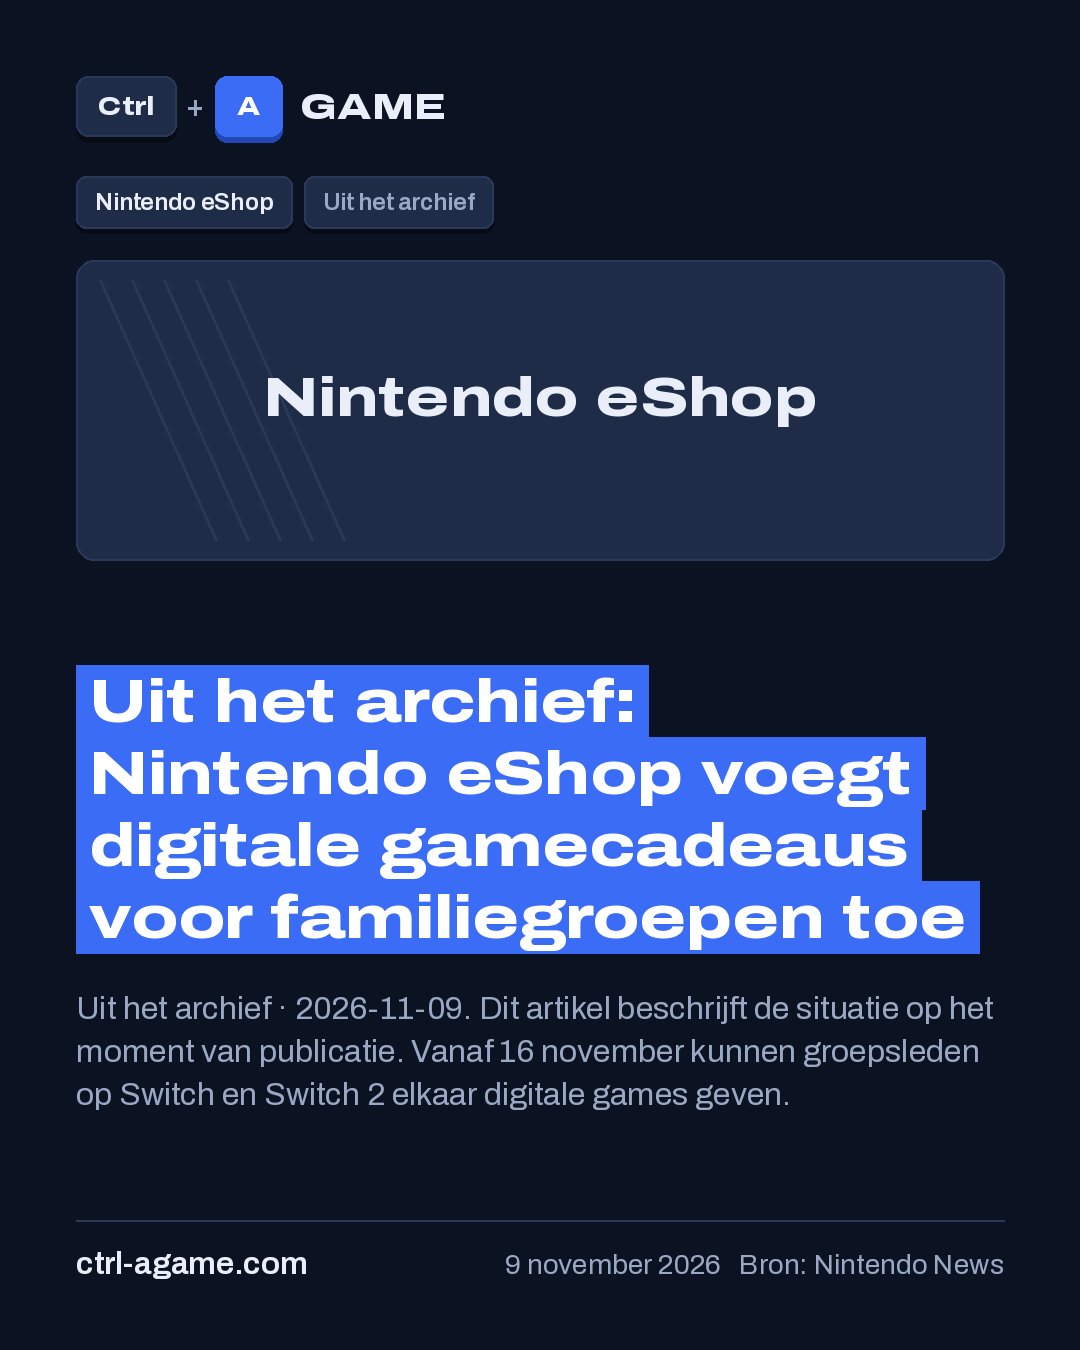 Ctrl + A GAME
Nintendo eShop Uit het archief
Nintendo eShop
Uit het archief:
Nintendo eShop voegt
digitale gamecadeaus
voor familiegroepen toe
Uit het archief · 2026-11-09. Dit artikel beschrijft de situatie op het
moment van publicatie. Vanaf 16 november kunnen groepsleden
op Switch en Switch 2 elkaar digitale games geven.
ctrl-agame.com 9 november 2026 Bron: Nintendo News